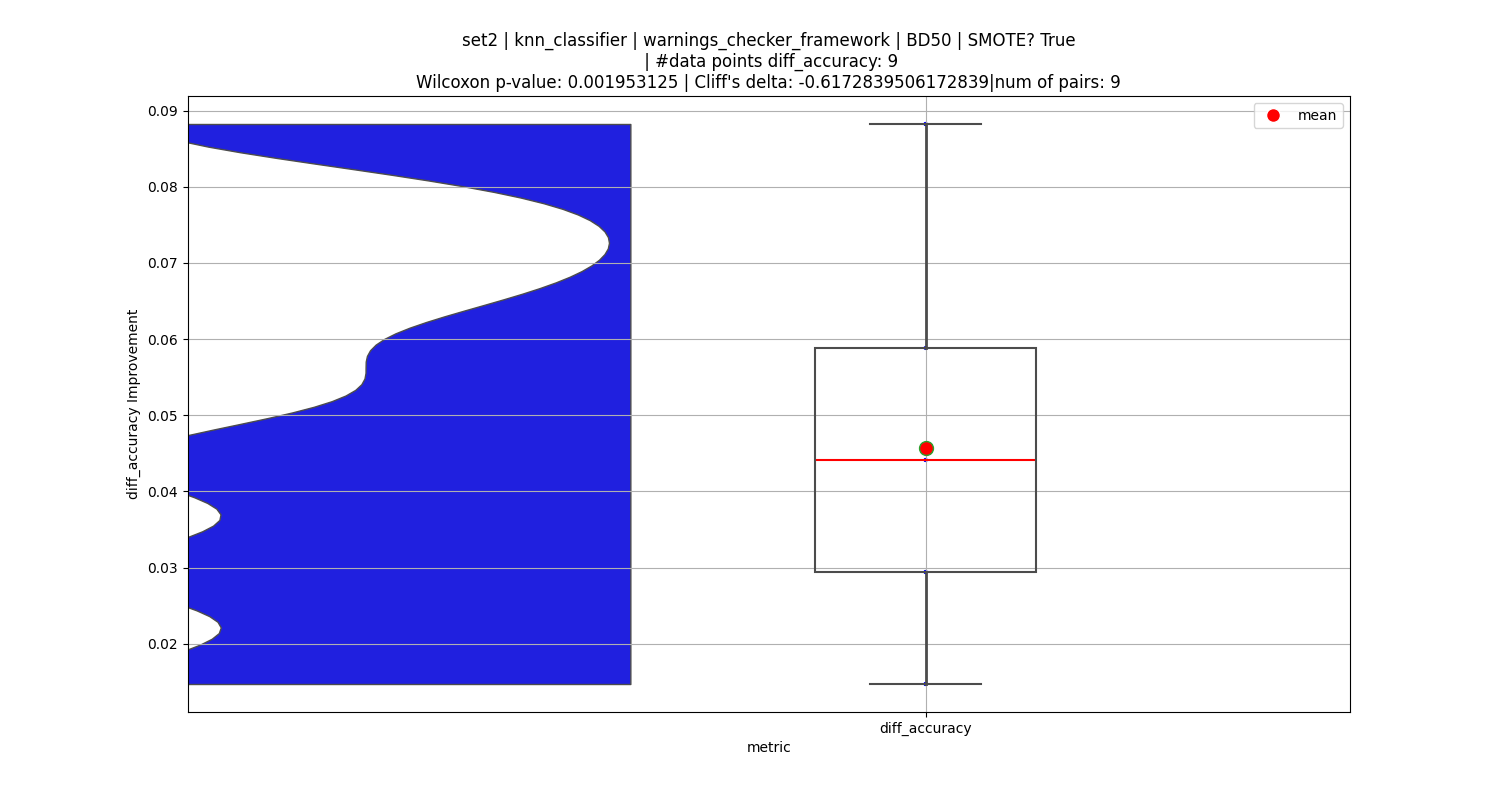 set2 | knn_classifier | warnings_checker_framework | BD50 | SMOTE? True
| #data points diff_accuracy: 9
Wilcoxon p-value: 0.001953125 | Cliff's delta: -0.6172839506172839|num of pairs: 9
mean
0.09
0.08
0.07
0.06
0.05
0.04
0.03
0.02
diff_accuracy Improvement
diff_accuracy
metric